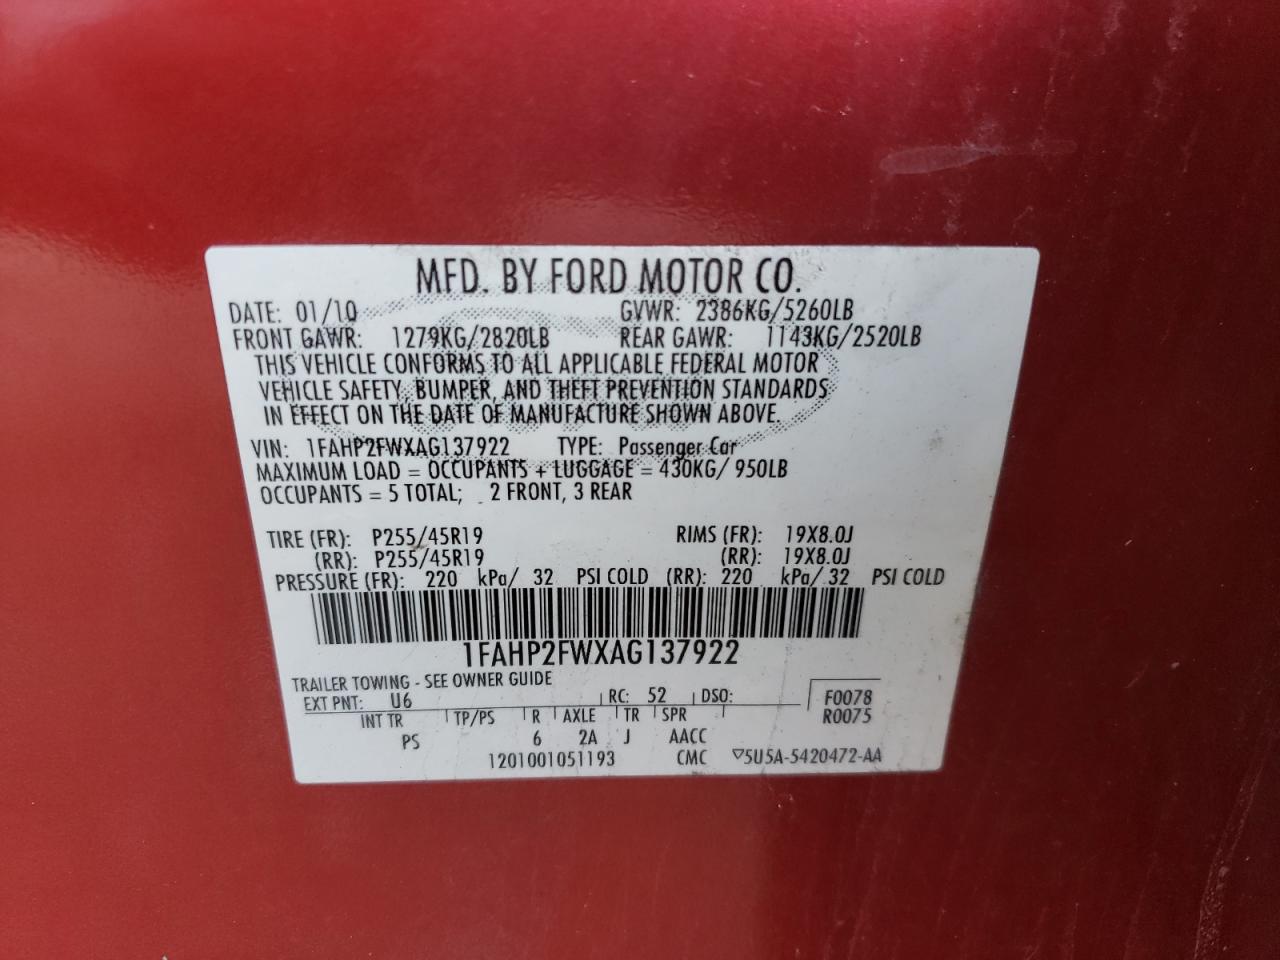 MFD. BY FORD MOTOR CO.
DATE: 01/10 GVWR: 2386KG/5260LB
FRONT GAWR: 1279KG/2820LB REAR GAWR: 1143KG/2520LB
THIS VEHICLE CONFORMS TO ALL APPLICABLE FEDERAL MOTOR
VEHICLE SAFETY, BUMPER, AND THEFT PREVENTION STANDARDS
IN EFFECT ON THE DATE OF MANUFACTURE SHOWN ABOVE.
VIN: 1FAHP2FWXAG137922 TYPE: Passenger Car
MAXIMUM LOAD = OCCUPANTS + LUGGAGE = 430KG/ 950LB
OCCUPANTS = 5 TOTAL; 2 FRONT, 3 REAR
TIRE (FR): P255/45R19 RIMS (FR): 19X8.0J
(RR): P255/45R19 (RR): 19X8.0J
PRESSURE (FR): 220 kPa/ 32 PSI COLD (RR): 220 kPa/ 32 PSI COLD
1FAHP2FWXAG137922
TRAILER TOWING - SEE OWNER GUIDE
EXT PNT: U6 RC: 52 DSO: F0078
INT TR TP/PS R AXLE TR SPR R0075
PS 6 2A J AACC
1201001051193 CMC ▽5U5A-5420472-AA